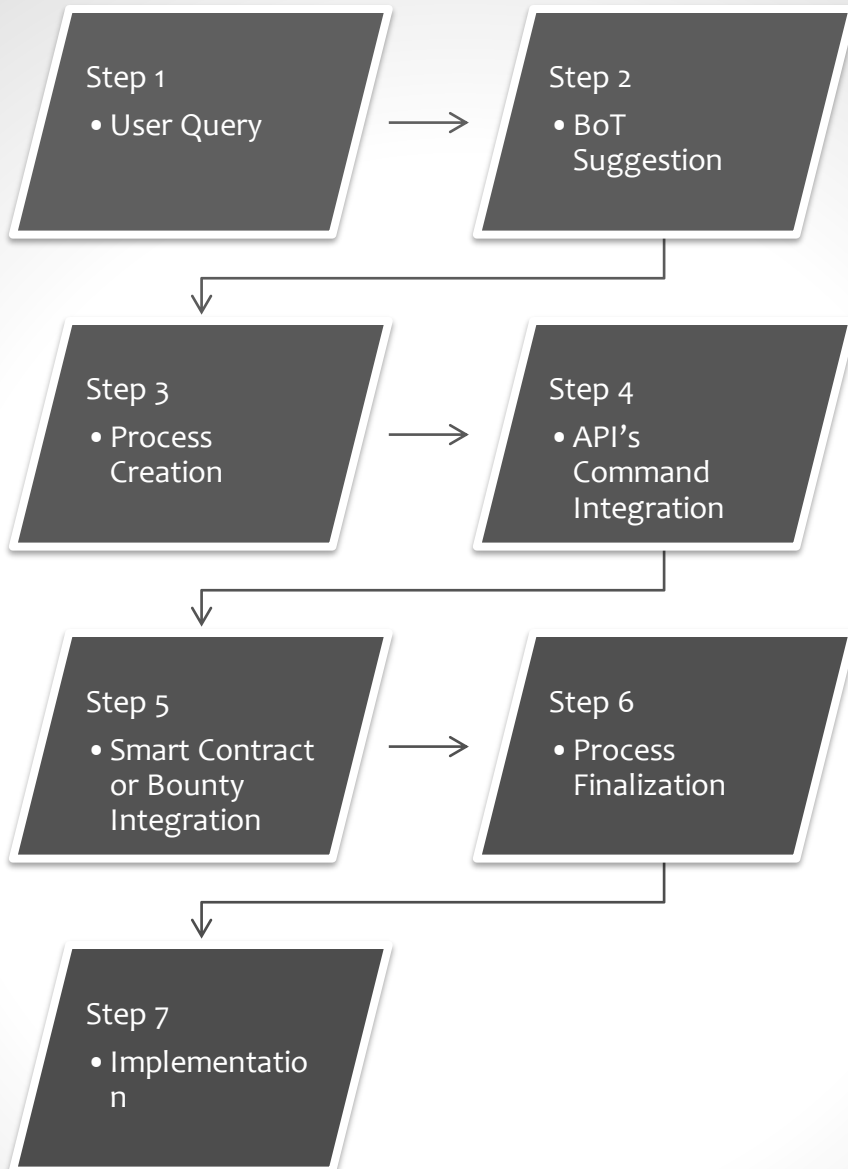 Step 1
• User Query
Step 2
• BoT
Suggestion
Step 3
• Process
Creation
Step 4
• API’s
Command
Integration
Step 5
• Smart Contract
or Bounty
Integration
Step 6
• Process
Finalization
Step 7
• Implementatio
n